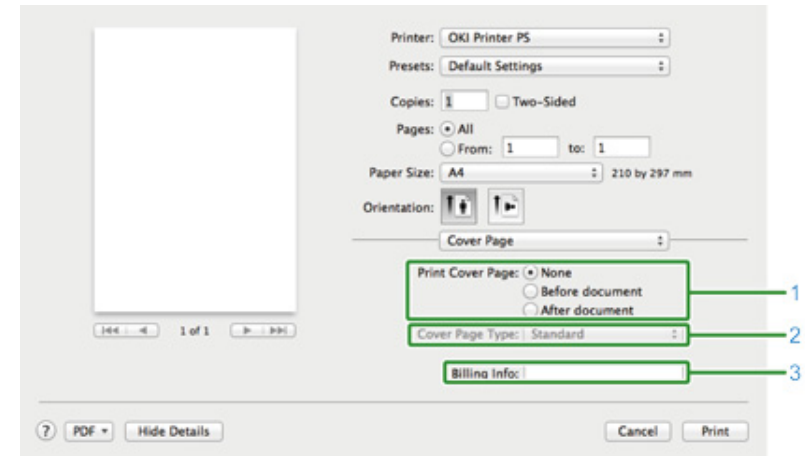 Printer: OKI Printer PS
Presets: Default Settings
Copies: 1 Two-Sided
Pages: All
From: 1 to: 1
Paper Size: A4 210 by 297 mm
Orientation:
Cover Page
Print Cover Page: None
Before document
After document
1
Cover Page Type: Standard
2
Billing Info:
3
1 of 1
? PDF Hide Details Cancel Print